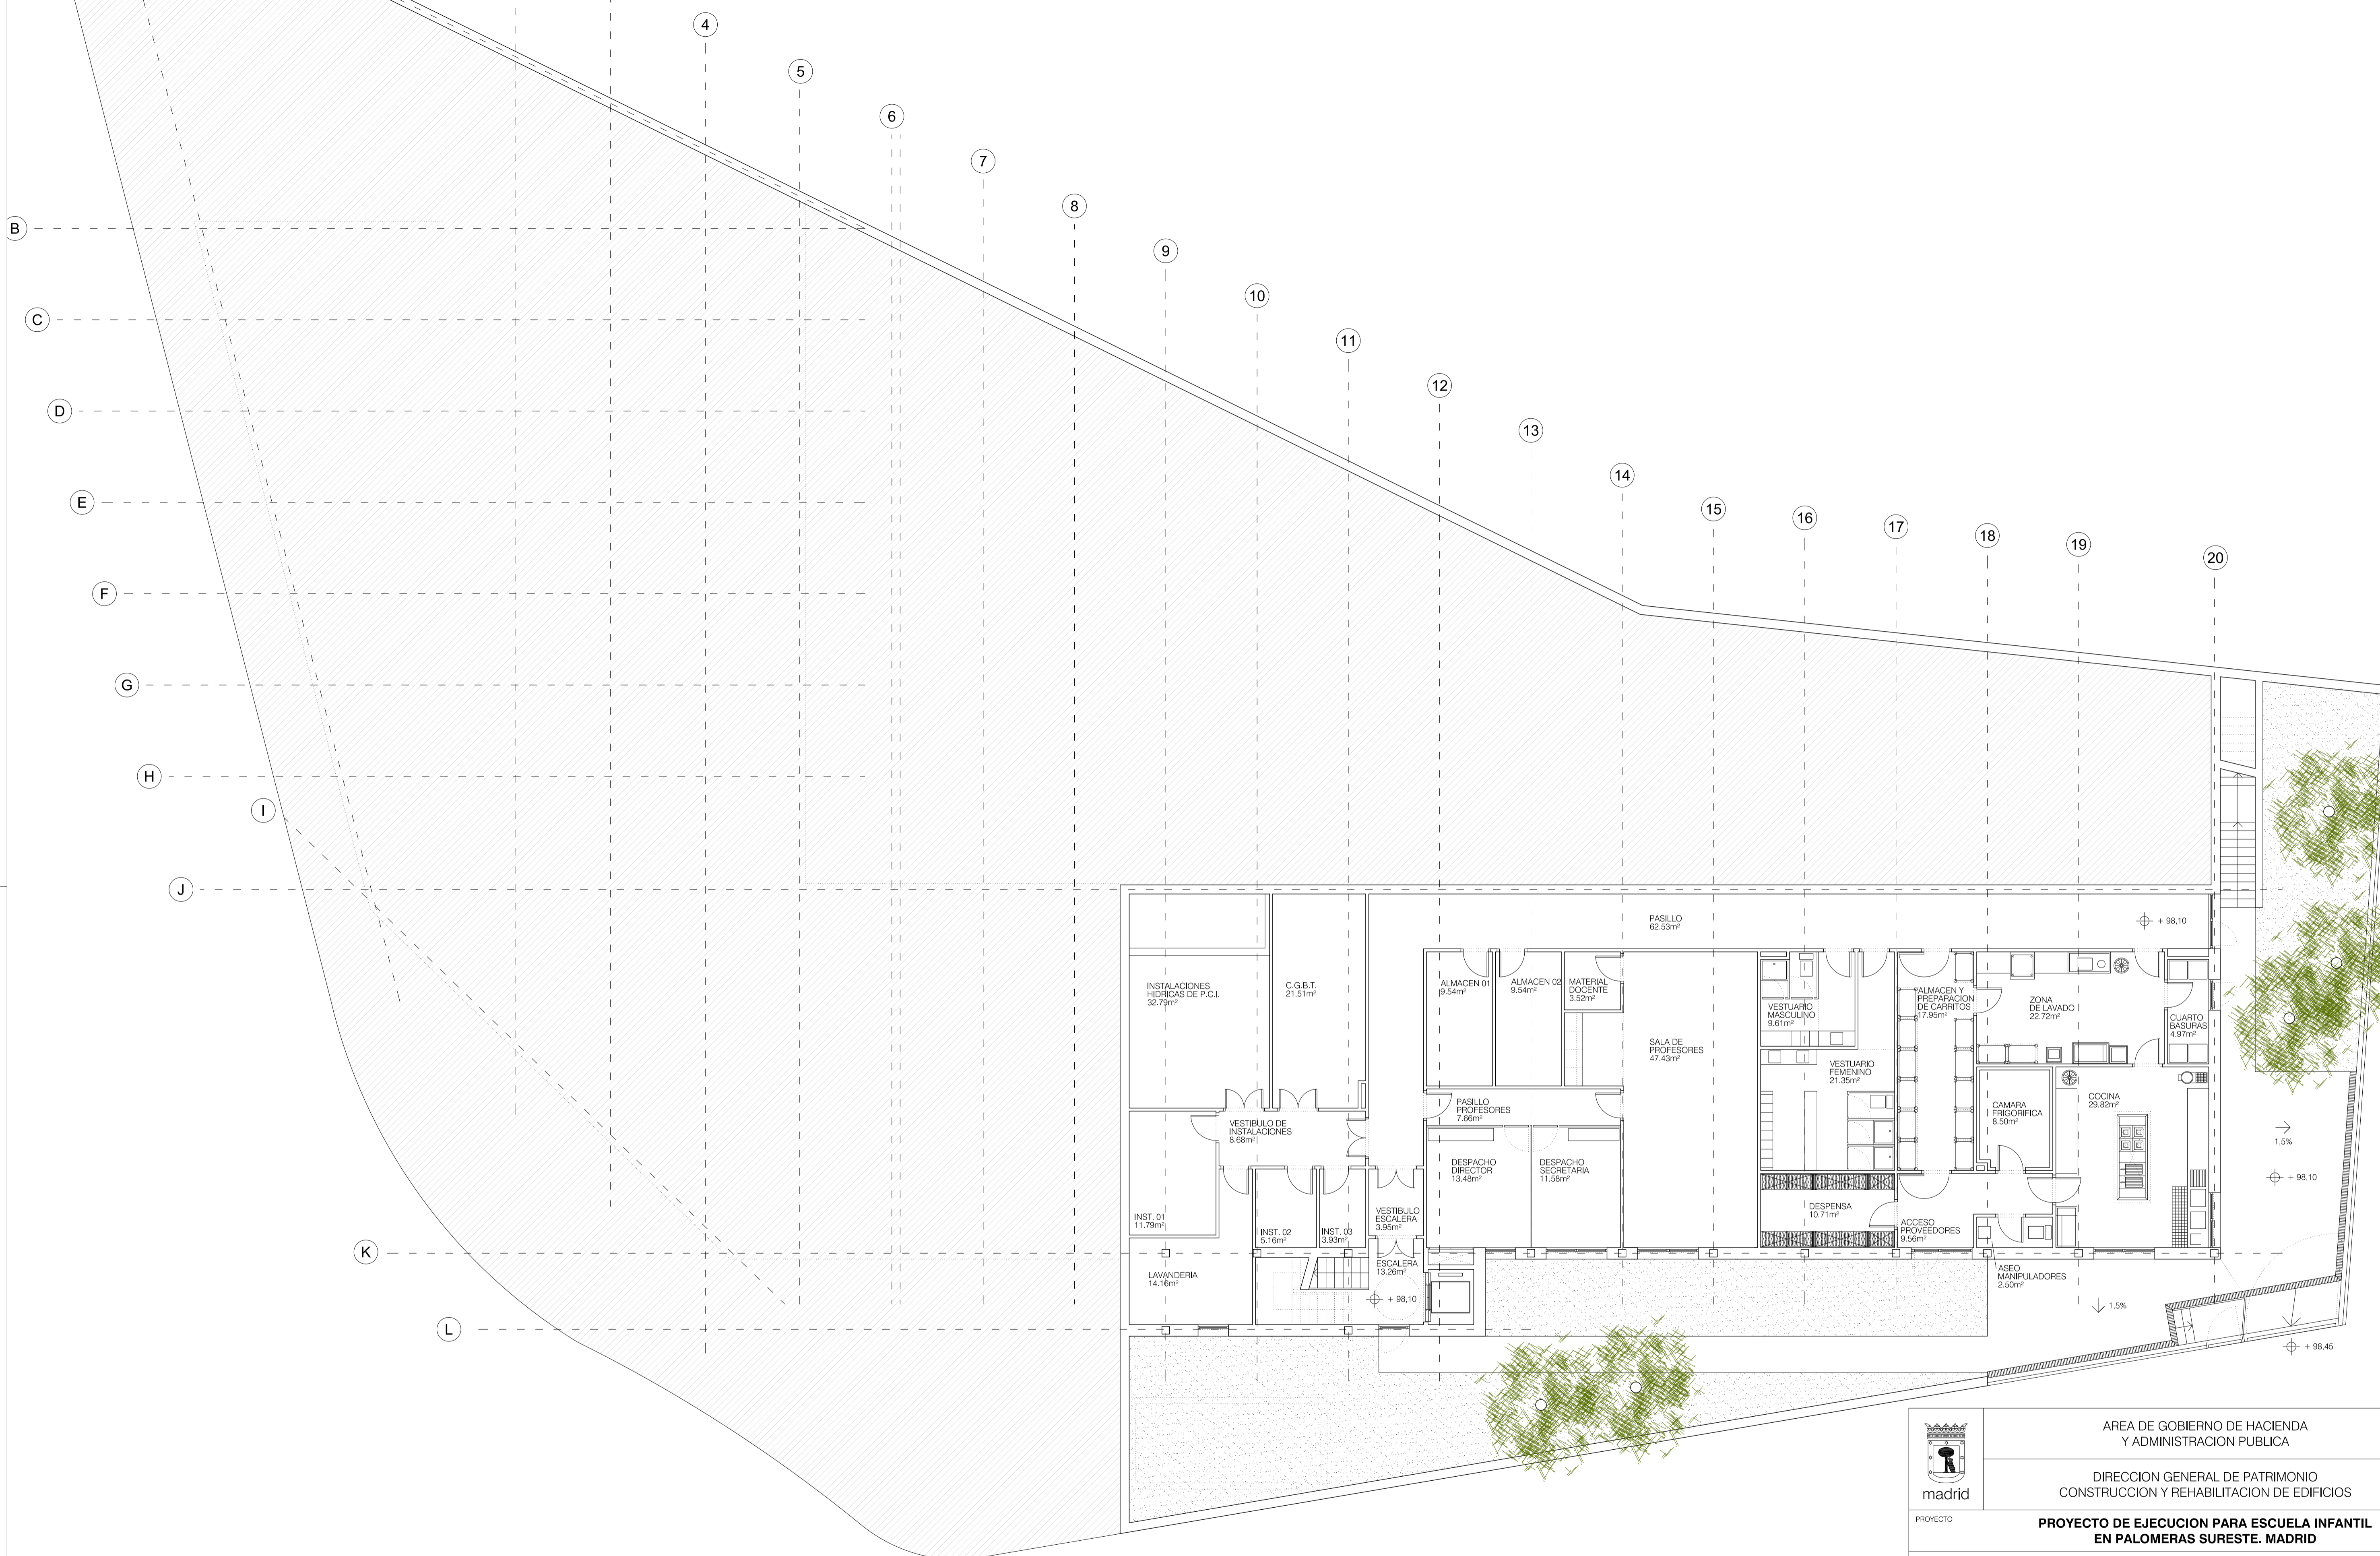 4
5
6
7
8
9
10
11
12
13
14
15
16
17
18
19
20
B
C
D
E
F
G
H
I
J
K
L
PASILLO
62.53m²
+ 98,10
INSTALACIONES
HIDRICAS DE P.C.I.
32.79m²
C.G.B.T.
21.51m²
ALMACEN 01
9.54m²
ALMACEN 02
9.54m²
MATERIAL
DOCENTE
3.52m²
SALA DE
PROFESORES
47.43m²
VESTUARIO
MASCULINO
9.61m²
VESTUARIO
FEMENINO
21.35m²
ALMACEN Y
PREPARACION
DE CARRITOS
17.95m²
ZONA
DE LAVADO
22.72m²
CUARTO
BASURAS
4.97m²
CAMARA
FRIGORIFICA
8.50m²
COCINA
29.82m²
PASILLO
PROFESORES
7.66m²
VESTIBULO DE
INSTALACIONES
8.68m²
DESPACHO
DIRECTOR
13.48m²
DESPACHO
SECRETARIA
11.58m²
DESPENSA
10.71m²
ACCESO
PROVEEDORES
9.56m²
INST. 01
11.79m²
INST. 02
5.16m²
INST. 03
3.93m²
VESTIBULO
ESCALERA
3.95m²
ESCALERA
13.26m²
+ 98,10
LAVANDERIA
14.16m²
ASEO
MANIPULADORES
2.50m²
1,5%
+ 98,10
1,5%
+ 98,45
madrid
AREA DE GOBIERNO DE HACIENDA
Y ADMINISTRACION PUBLICA
DIRECCION GENERAL DE PATRIMONIO
CONSTRUCCION Y REHABILITACION DE EDIFICIOS
PROYECTO
PROYECTO DE EJECUCION PARA ESCUELA INFANTIL
EN PALOMERAS SURESTE. MADRID